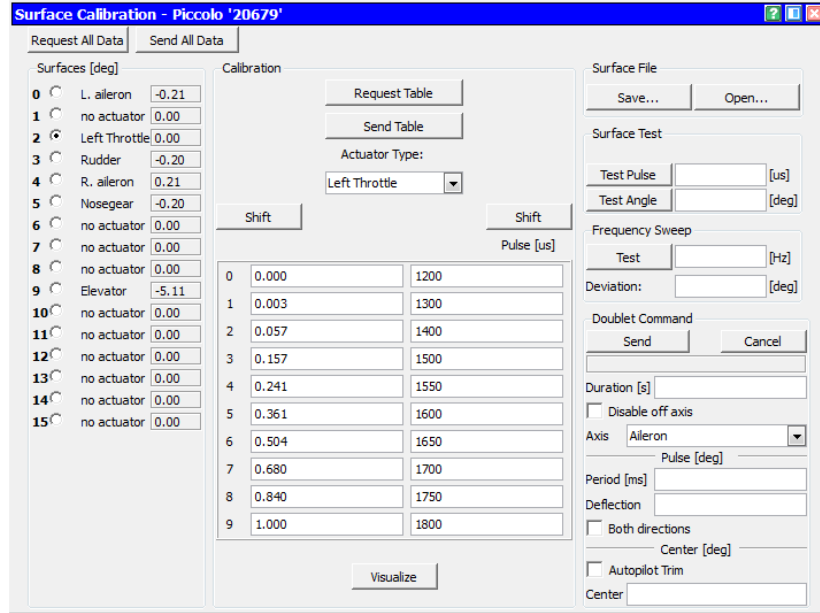 Surface Calibration - Piccolo '20679'
Request All Data Send All Data
Surfaces [deg]
0 L. aileron -0.21
1 no actuator 0.00
2 Left Throttle 0.00
3 Rudder -0.20
4 R. aileron 0.21
5 Nosegear -0.20
6 no actuator 0.00
7 no actuator 0.00
8 no actuator 0.00
9 Elevator -5.11
10 no actuator 0.00
11 no actuator 0.00
12 no actuator 0.00
13 no actuator 0.00
14 no actuator 0.00
15 no actuator 0.00
Calibration
Request Table
Send Table
Actuator Type:
Left Throttle
Shift Shift
Pulse [us]
0 0.000 1200
1 0.003 1300
2 0.057 1400
3 0.157 1500
4 0.241 1550
5 0.361 1600
6 0.504 1650
7 0.680 1700
8 0.840 1750
9 1.000 1800
Visualize
Surface File
Save... Open...
Surface Test
Test Pulse [us]
Test Angle [deg]
Frequency Sweep
Test [Hz]
Deviation: [deg]
Doublet Command
Send Cancel
Duration [s]
Disable off axis
Axis Aileron
Pulse [deg]
Period [ms]
Deflection
Both directions
Center [deg]
Autopilot Trim
Center